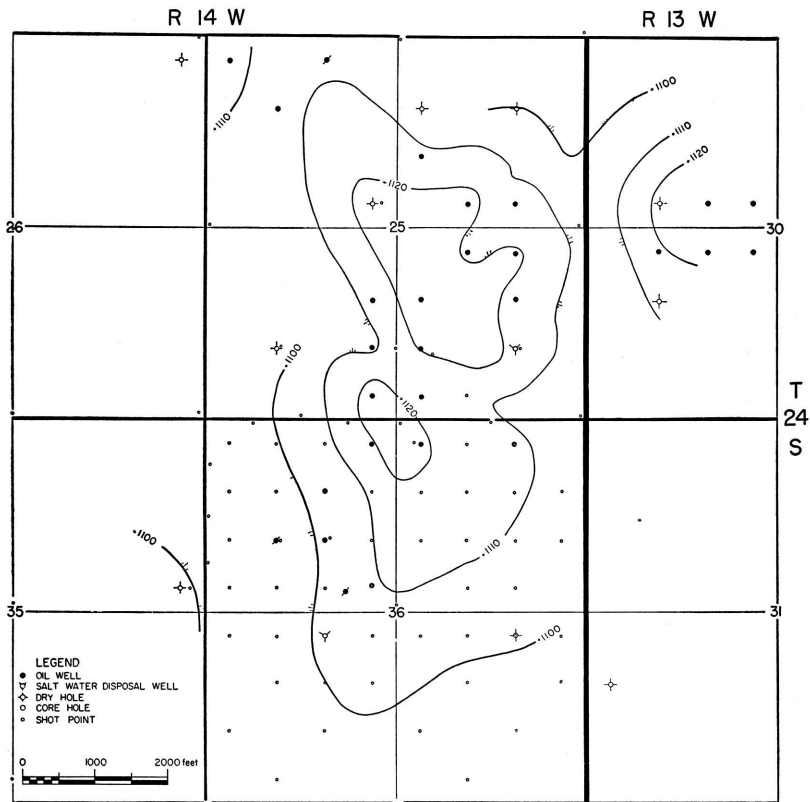 R 14 W
R 13 W
+1110
+1100
+1110
+1120
+1120
26
25
30
+1100
T
24
S
+1120
+1100
+1110
35
36
31
+1100
LEGEND
OIL WELL
SALT WATER DISPOSAL WELL
DRY HOLE
CORE HOLE
SHOT POINT
0 1000 2000 feet